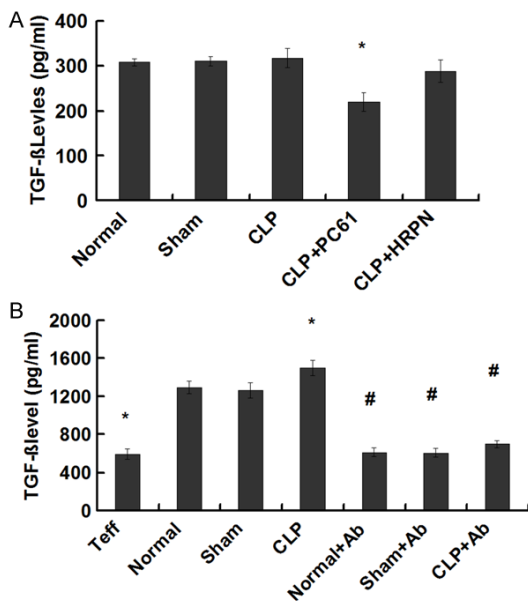 A
TGF-ßLevles (pg/ml)
400
300
200
100
0
*
Normal
Sham
CLP
CLP+PC61
CLP+HRPN
B
TGF-ßlevel (pg/ml)
2000
1600
1200
800
400
0
*
*
#
#
#
Teff
Normal
Sham
CLP
Normal+Ab
Sham+Ab
CLP+Ab